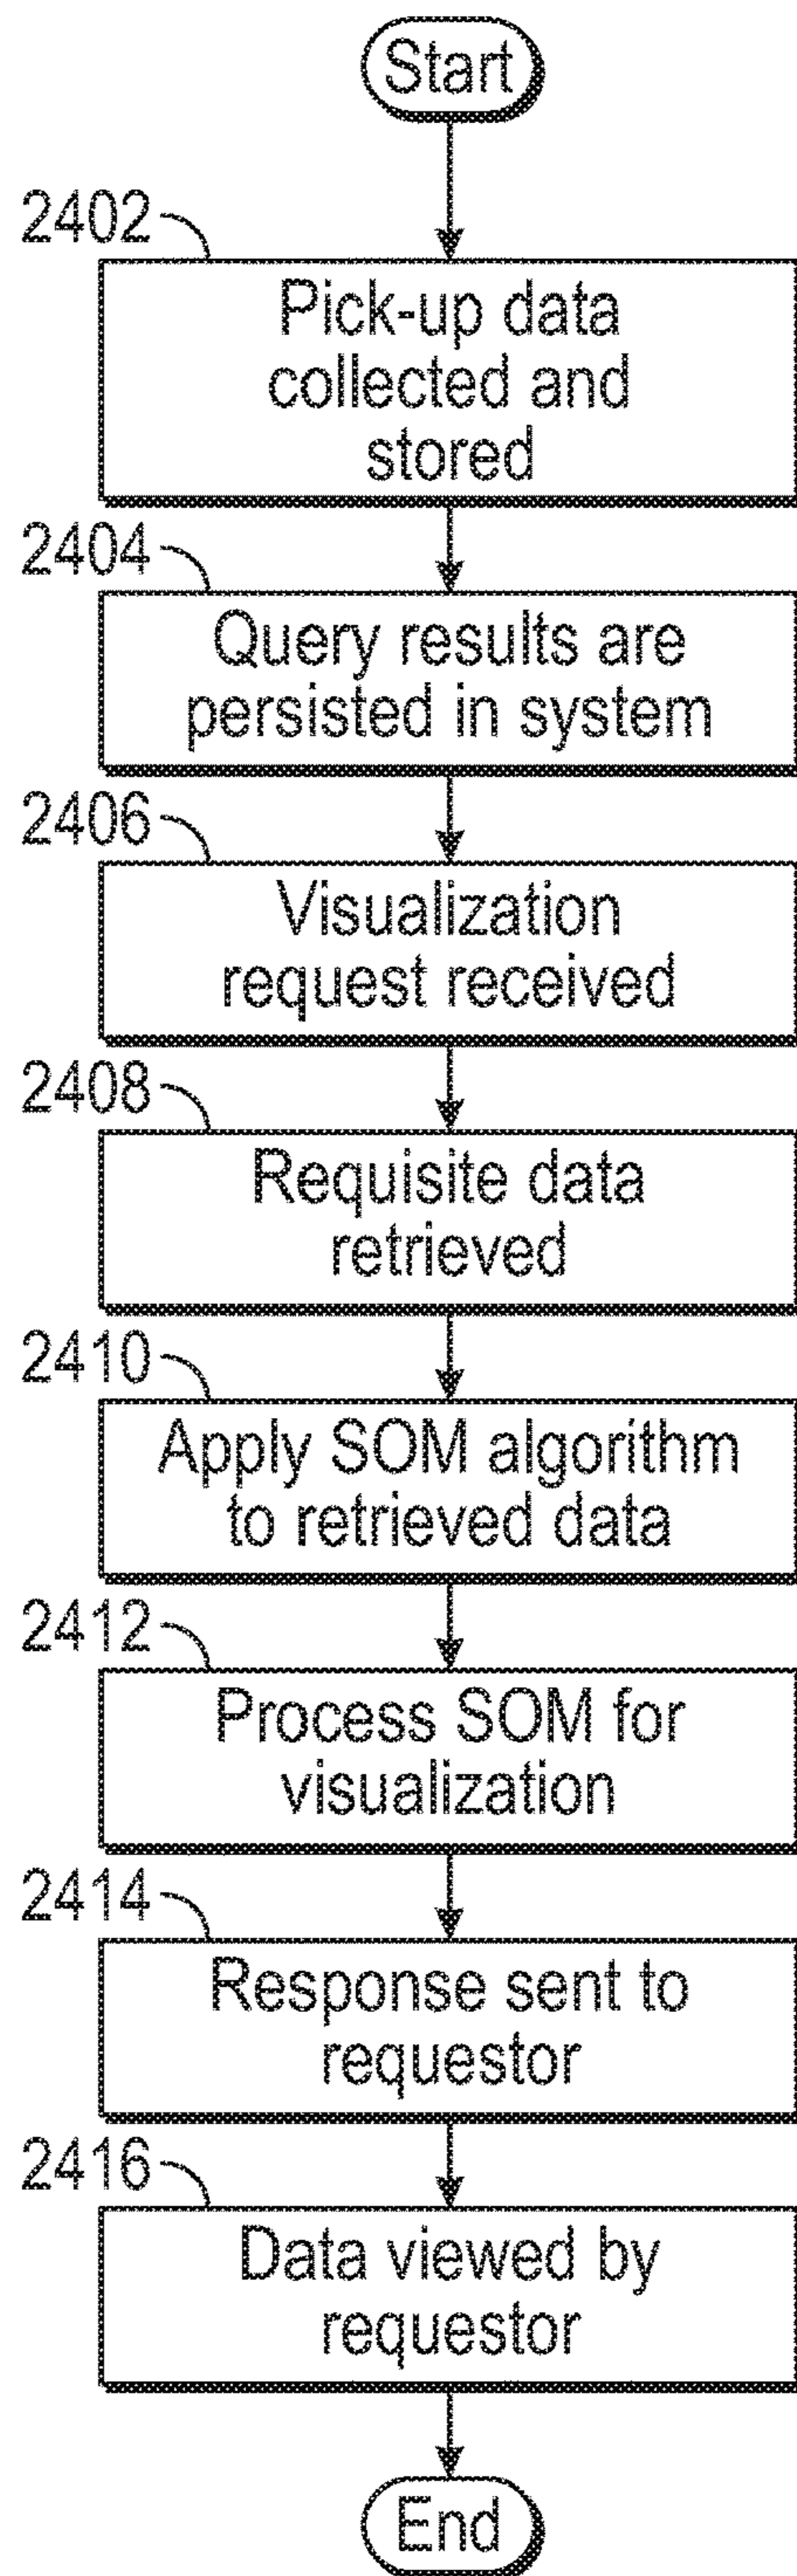 Start
2402
Pick-up data
collected and
stored
2404
Query results are
persisted in system
2406
Visualization
request received
2408
Requisite data
retrieved
2410
Apply SOM algorithm
to retrieved data
2412
Process SOM for
visualization
2414
Response sent to
requestor
2416
Data viewed by
requestor
End